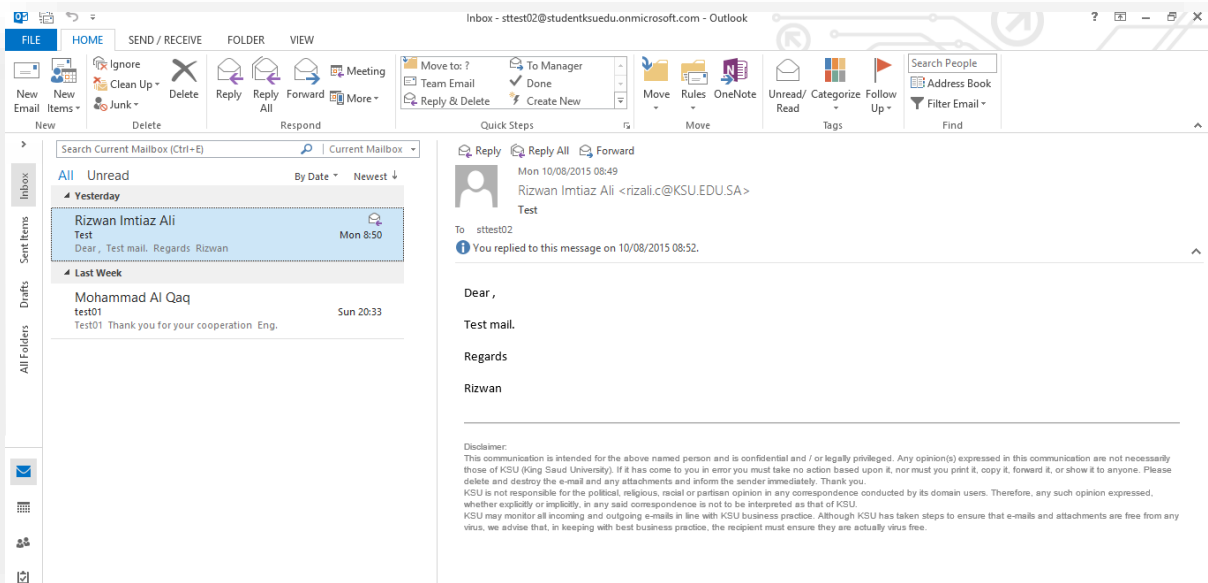 Inbox - sttest02@studentksuedu.onmicrosoft.com - Outlook
FILE HOME SEND / RECEIVE FOLDER VIEW
New Email
New Items
Ignore
Clean Up
Junk
Delete
Reply
Reply All
Forward
Meeting
More
Move to: ?
Team Email
Reply & Delete
To Manager
Done
Create New
Move
Rules
OneNote
Unread/ Read
Categorize
Follow Up
Search People
Address Book
Filter Email
New Delete Respond Quick Steps Move Tags Find
Inbox
Sent Items
Drafts
All Folders
Search Current Mailbox (Ctrl+E) Current Mailbox
All Unread By Date Newest
Yesterday
Rizwan Imtiaz Ali
Test Mon 8:50
Dear , Test mail. Regards Rizwan
Last Week
Mohammad Al Qaq
test01 Sun 20:33
Test01 Thank you for your cooperation Eng.
Reply Reply All Forward
Mon 10/08/2015 08:49
Rizwan Imtiaz Ali <rizali.c@KSU.EDU.SA>
Test
To sttest02
You replied to this message on 10/08/2015 08:52.
Dear ,
Test mail.
Regards
Rizwan
Disclaimer:
This communication is intended for the above named person and is confidential and / or legally privileged. Any opinion(s) expressed in this communication are not necessarily
those of KSU (King Saud University). If it has come to you in error you must take no action based upon it, nor must you print it, copy it, forward it, or show it to anyone. Please
delete and destroy the e-mail and any attachments and inform the sender immediately. Thank you.
KSU is not responsible for the political, religious, racial or partisan opinion in any correspondence conducted by its domain users. Therefore, any such opinion expressed,
whether explicitly or implicitly, in any said correspondence is not to be interpreted as that of KSU.
KSU may monitor all incoming and outgoing e-mails in line with KSU business practice. Although KSU has taken steps to ensure that e-mails and attachments are free from any
virus, we advise that, in keeping with best business practice, the recipient must ensure they are actually virus free.